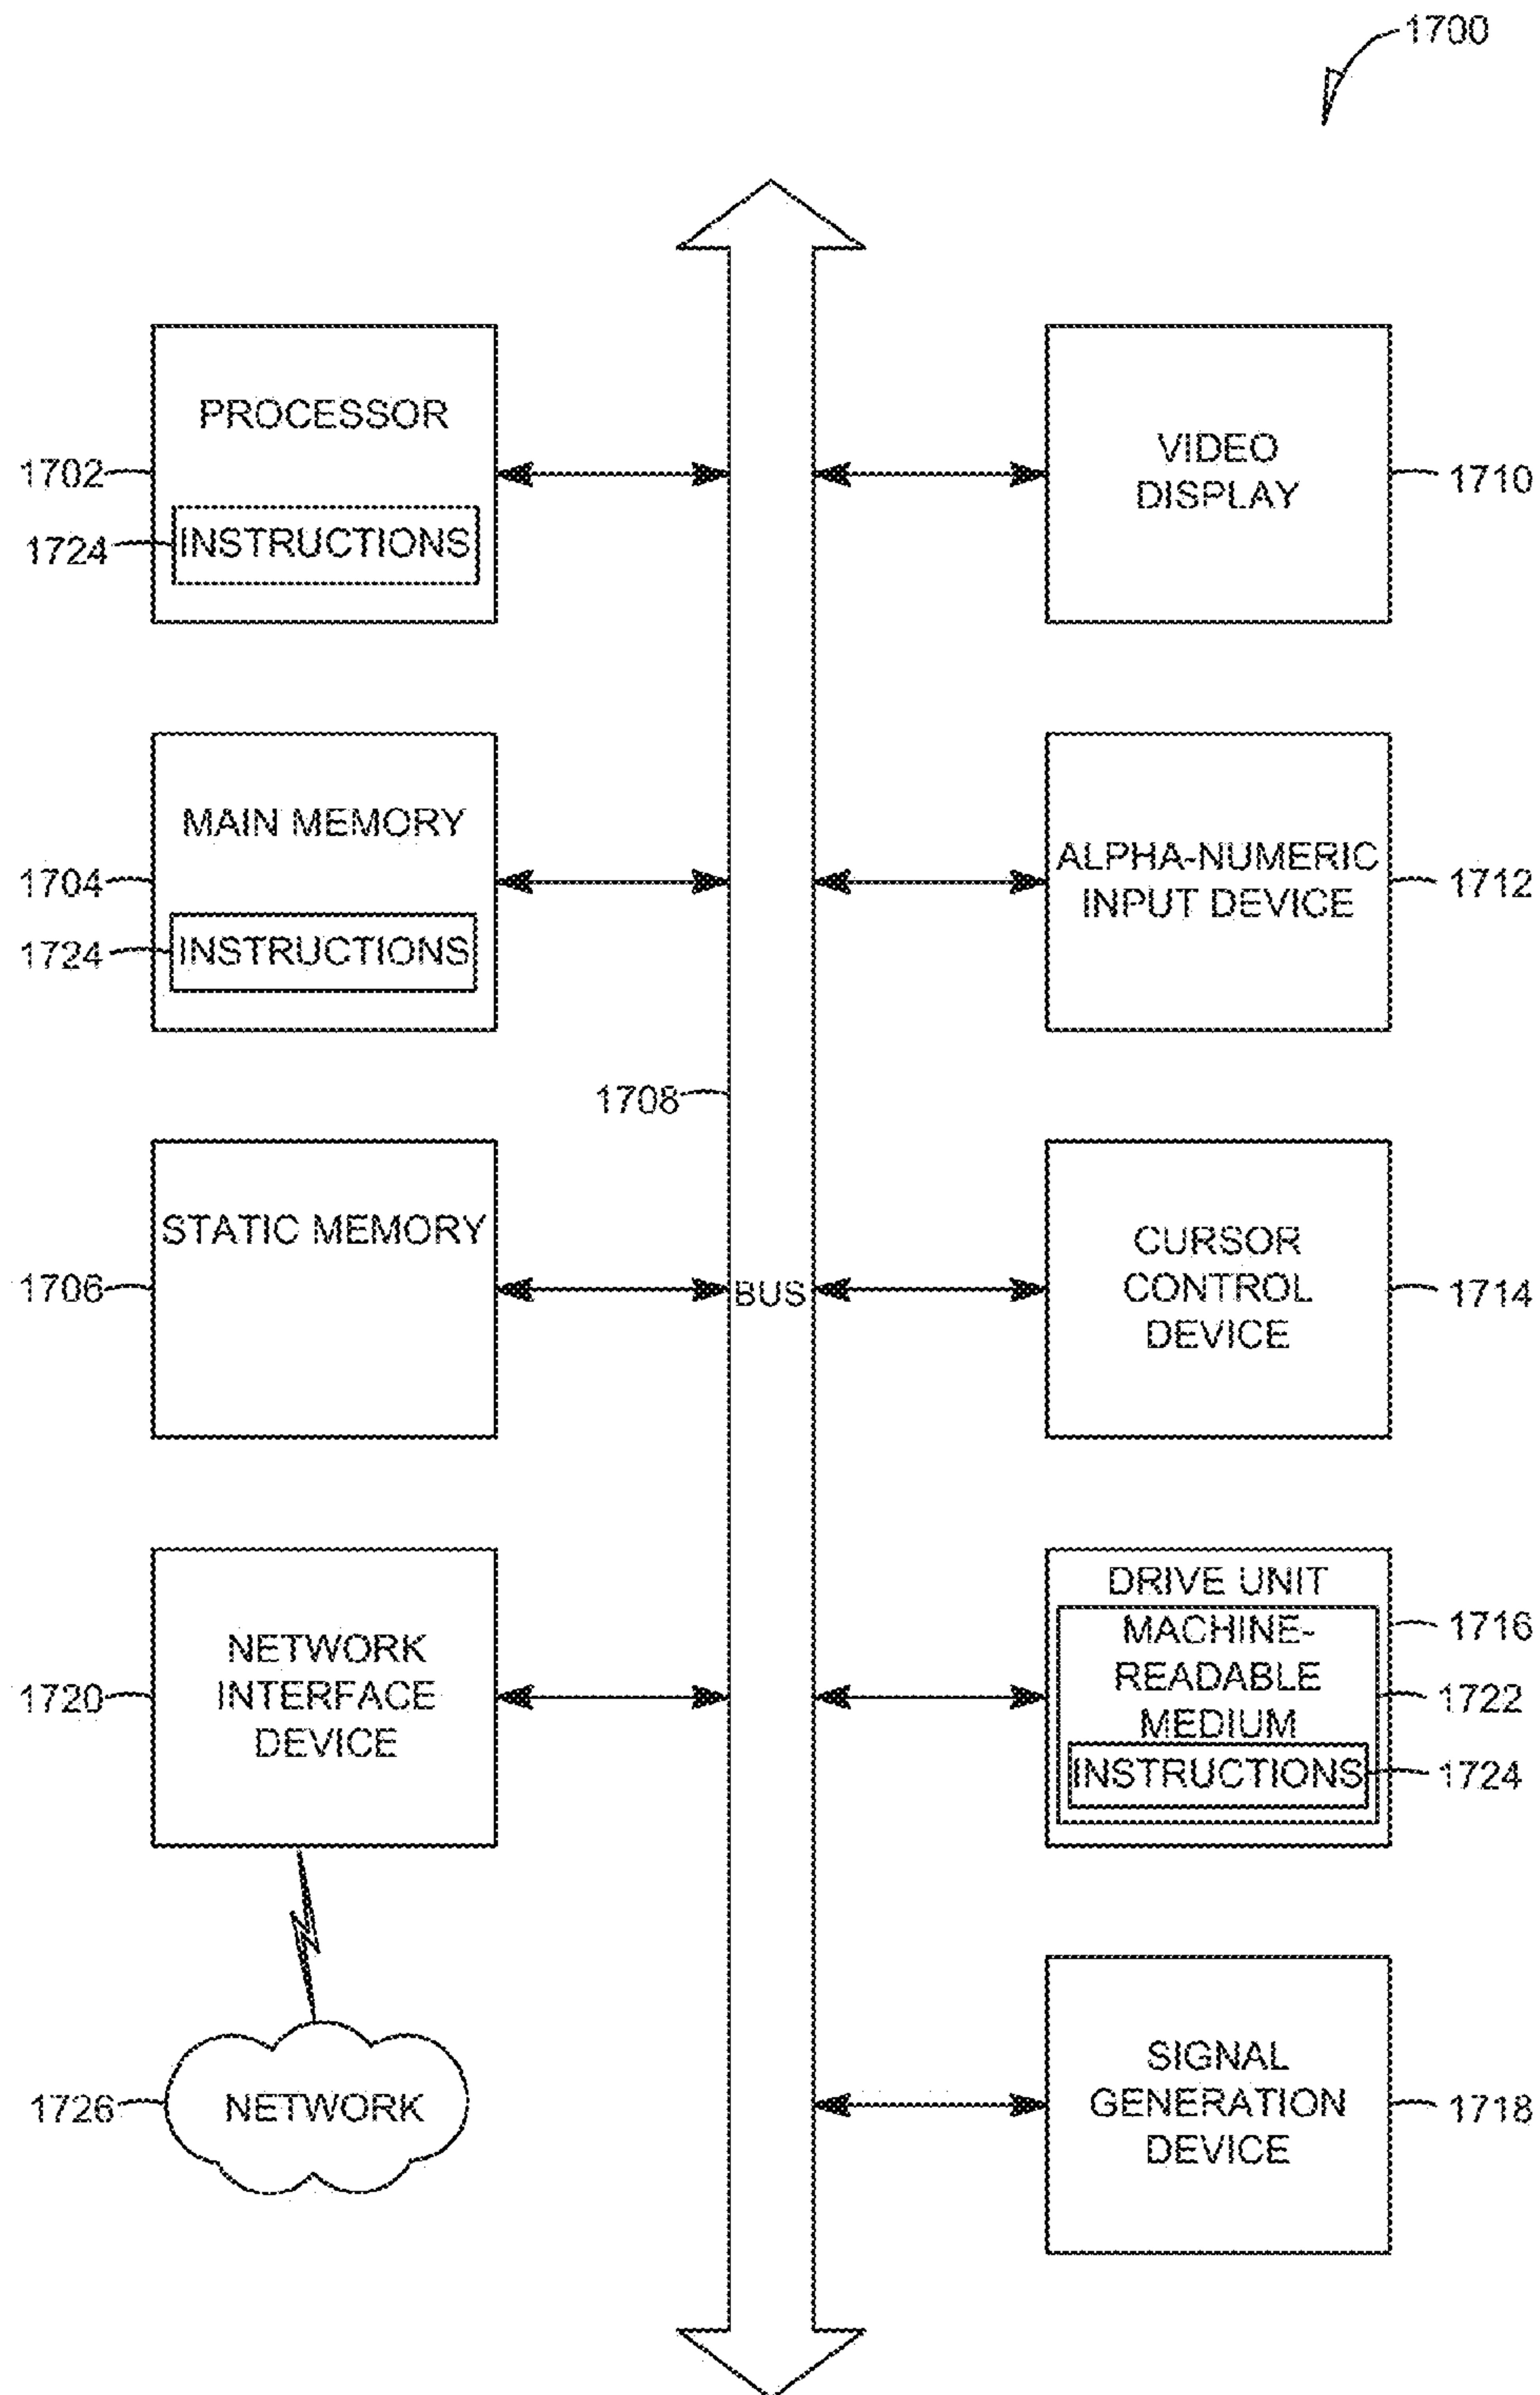 1700
PROCESSOR
1702
1724
INSTRUCTIONS
VIDEO
DISPLAY
1710
MAIN MEMORY
1704
1724
INSTRUCTIONS
ALPHA-NUMERIC
INPUT DEVICE
1712
1708
STATIC MEMORY
1706
BUS
CURSOR
CONTROL
DEVICE
1714
NETWORK
INTERFACE
DEVICE
1720
DRIVE UNIT
1716
MACHINE-
READABLE
MEDIUM
1722
INSTRUCTIONS
1724
1726
NETWORK
SIGNAL
GENERATION
DEVICE
1718